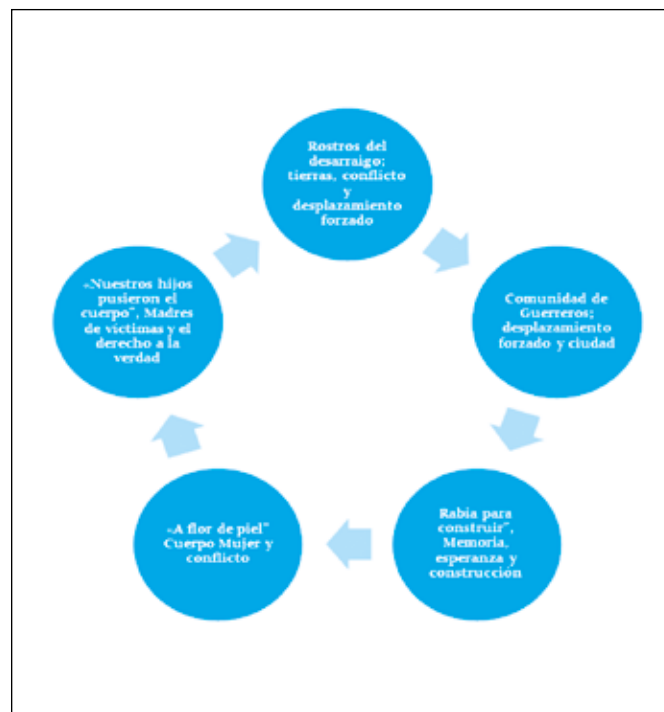 Rostros del
desarraigo:
tierras, conflicto
y
desplazamiento
forzado
Comunidad de
Guerreros;
desplazamiento
forzado y ciudad
Rabia para
construir”,
Memoria,
esperanza y
construcción
«A flor de piel”
Cuerpo Mujer y
conflicto
«Nuestros hijos
pusieron el
cuerpo”, Madres
de víctimas y el
derecho a la
verdad